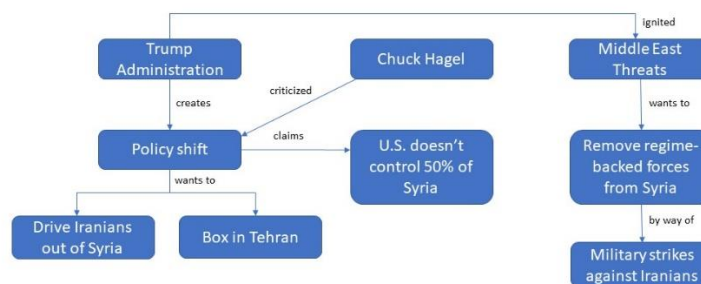 ignited
Trump
Administration
Chuck Hagel
Middle East
Threats
creates
criticized
wants to
Policy shift
claims
U.S. doesn’t
control 50% of
Syria
Remove regime-
backed forces
from Syria
wants to
by way of
Drive Iranians
out of Syria
Box in Tehran
Military strikes
against Iranians